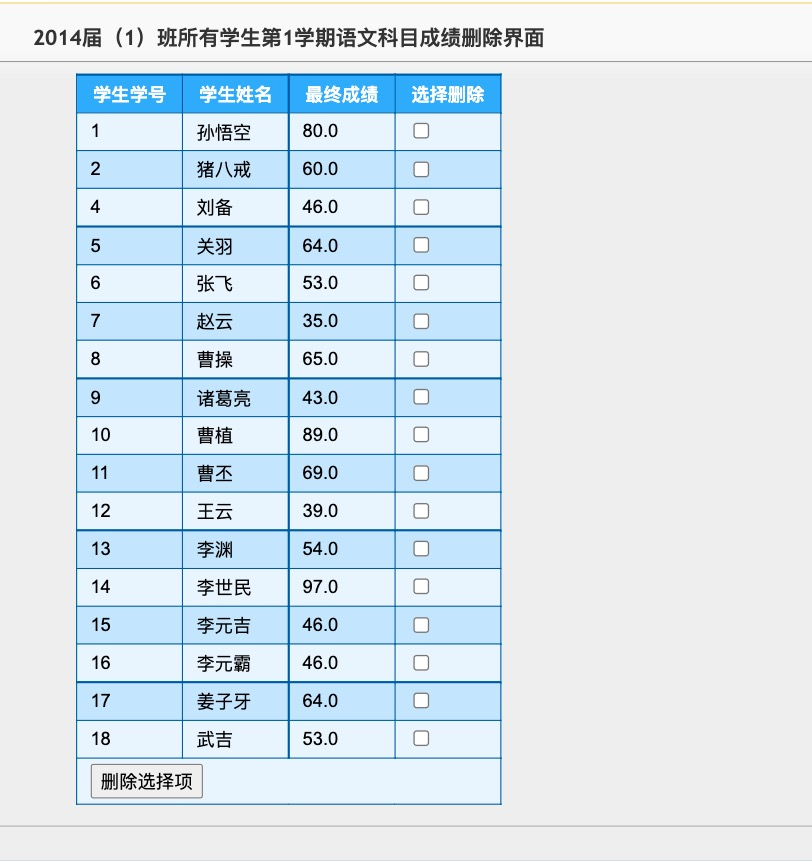 2014届（1）班所有学生第1学期语文科目成绩删除界面
学生学号 学生姓名 最终成绩 选择删除
1 孙悟空 80.0
2 猪八戒 60.0
4 刘备 46.0
5 关羽 64.0
6 张飞 53.0
7 赵云 35.0
8 曹操 65.0
9 诸葛亮 43.0
10 曹植 89.0
11 曹丕 69.0
12 王云 39.0
13 李渊 54.0
14 李世民 97.0
15 李元吉 46.0
16 李元霸 46.0
17 姜子牙 64.0
18 武吉 53.0
删除选择项